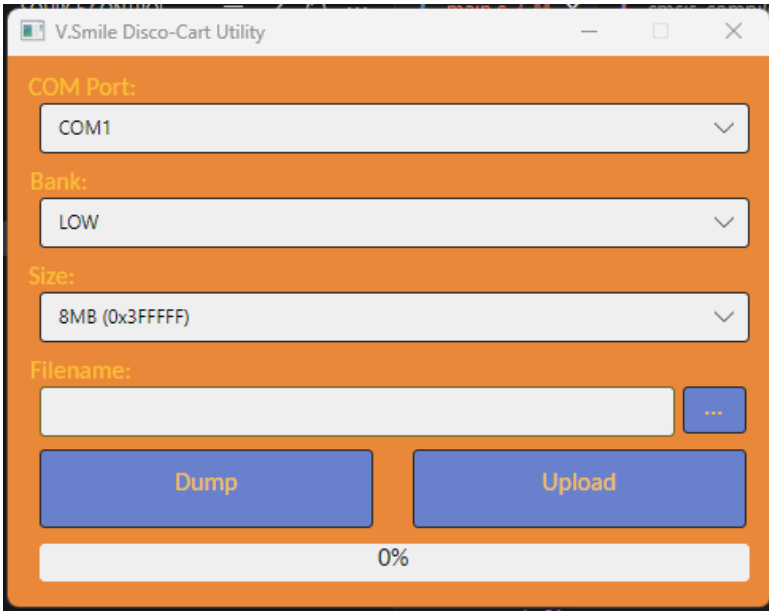 V.Smile Disco-Cart Utility
COM Port:
COM1
Bank:
LOW
Size:
8MB (0x3FFFFF)
Filename:
...
Dump
Upload
0%